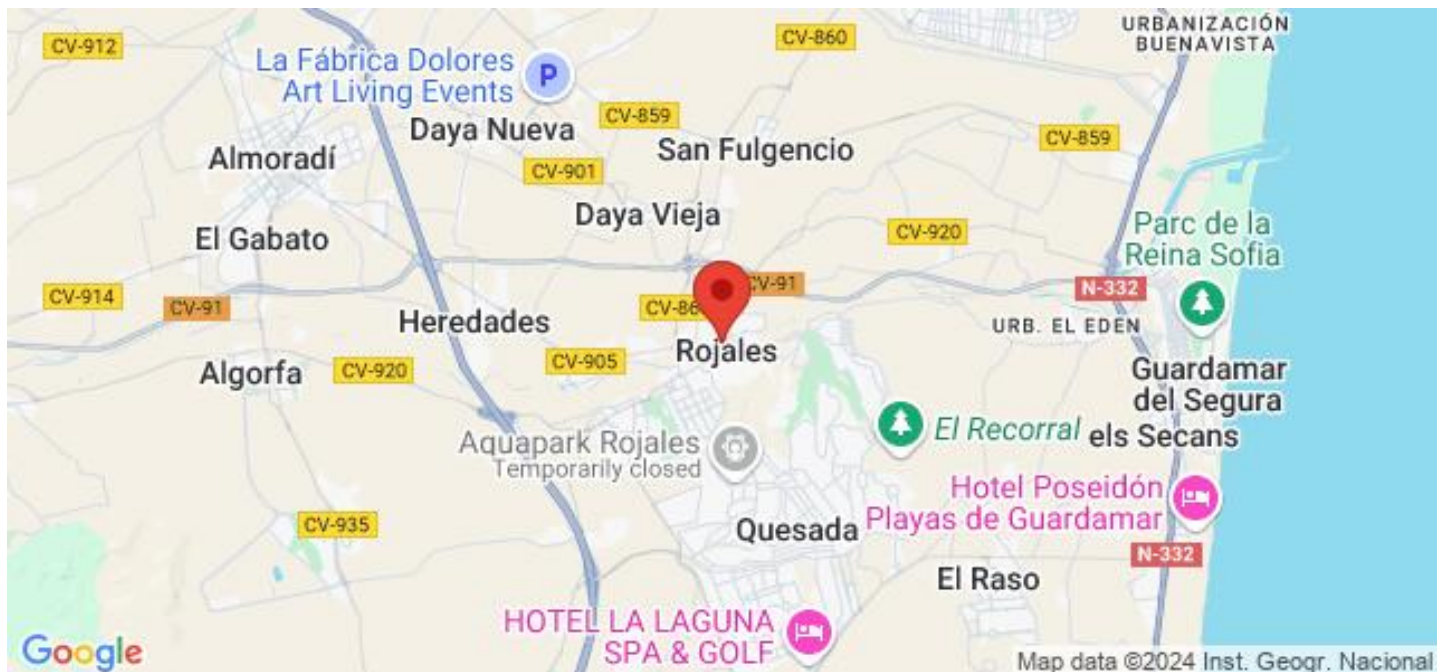 URBANIZACIÓN
BUENAVISTA
CV-912
CV-860
La Fábrica Dolores
Art Living Events
P
CV-859
Daya Nueva
CV-859
Almoradí
San Fulgencio
CV-901
Daya Vieja
Parc de la
Reina Sofia
El Gabato
CV-920
CV-914
CV-91
CV-91
N-332
CV-86
Heredades
URB. EL EDEN
Rojales
CV-905
Algorfa
CV-920
Guardamar
del Segura
El Recorral
els Secans
Aquapark Rojales
Temporarily closed
Hotel Poseidón
Playas de Guardamar
CV-935
Quesada
N-332
El Raso
HOTEL LA LAGUNA
SPA & GOLF
Google
Map data ©2024 Inst. Geogr. Nacional